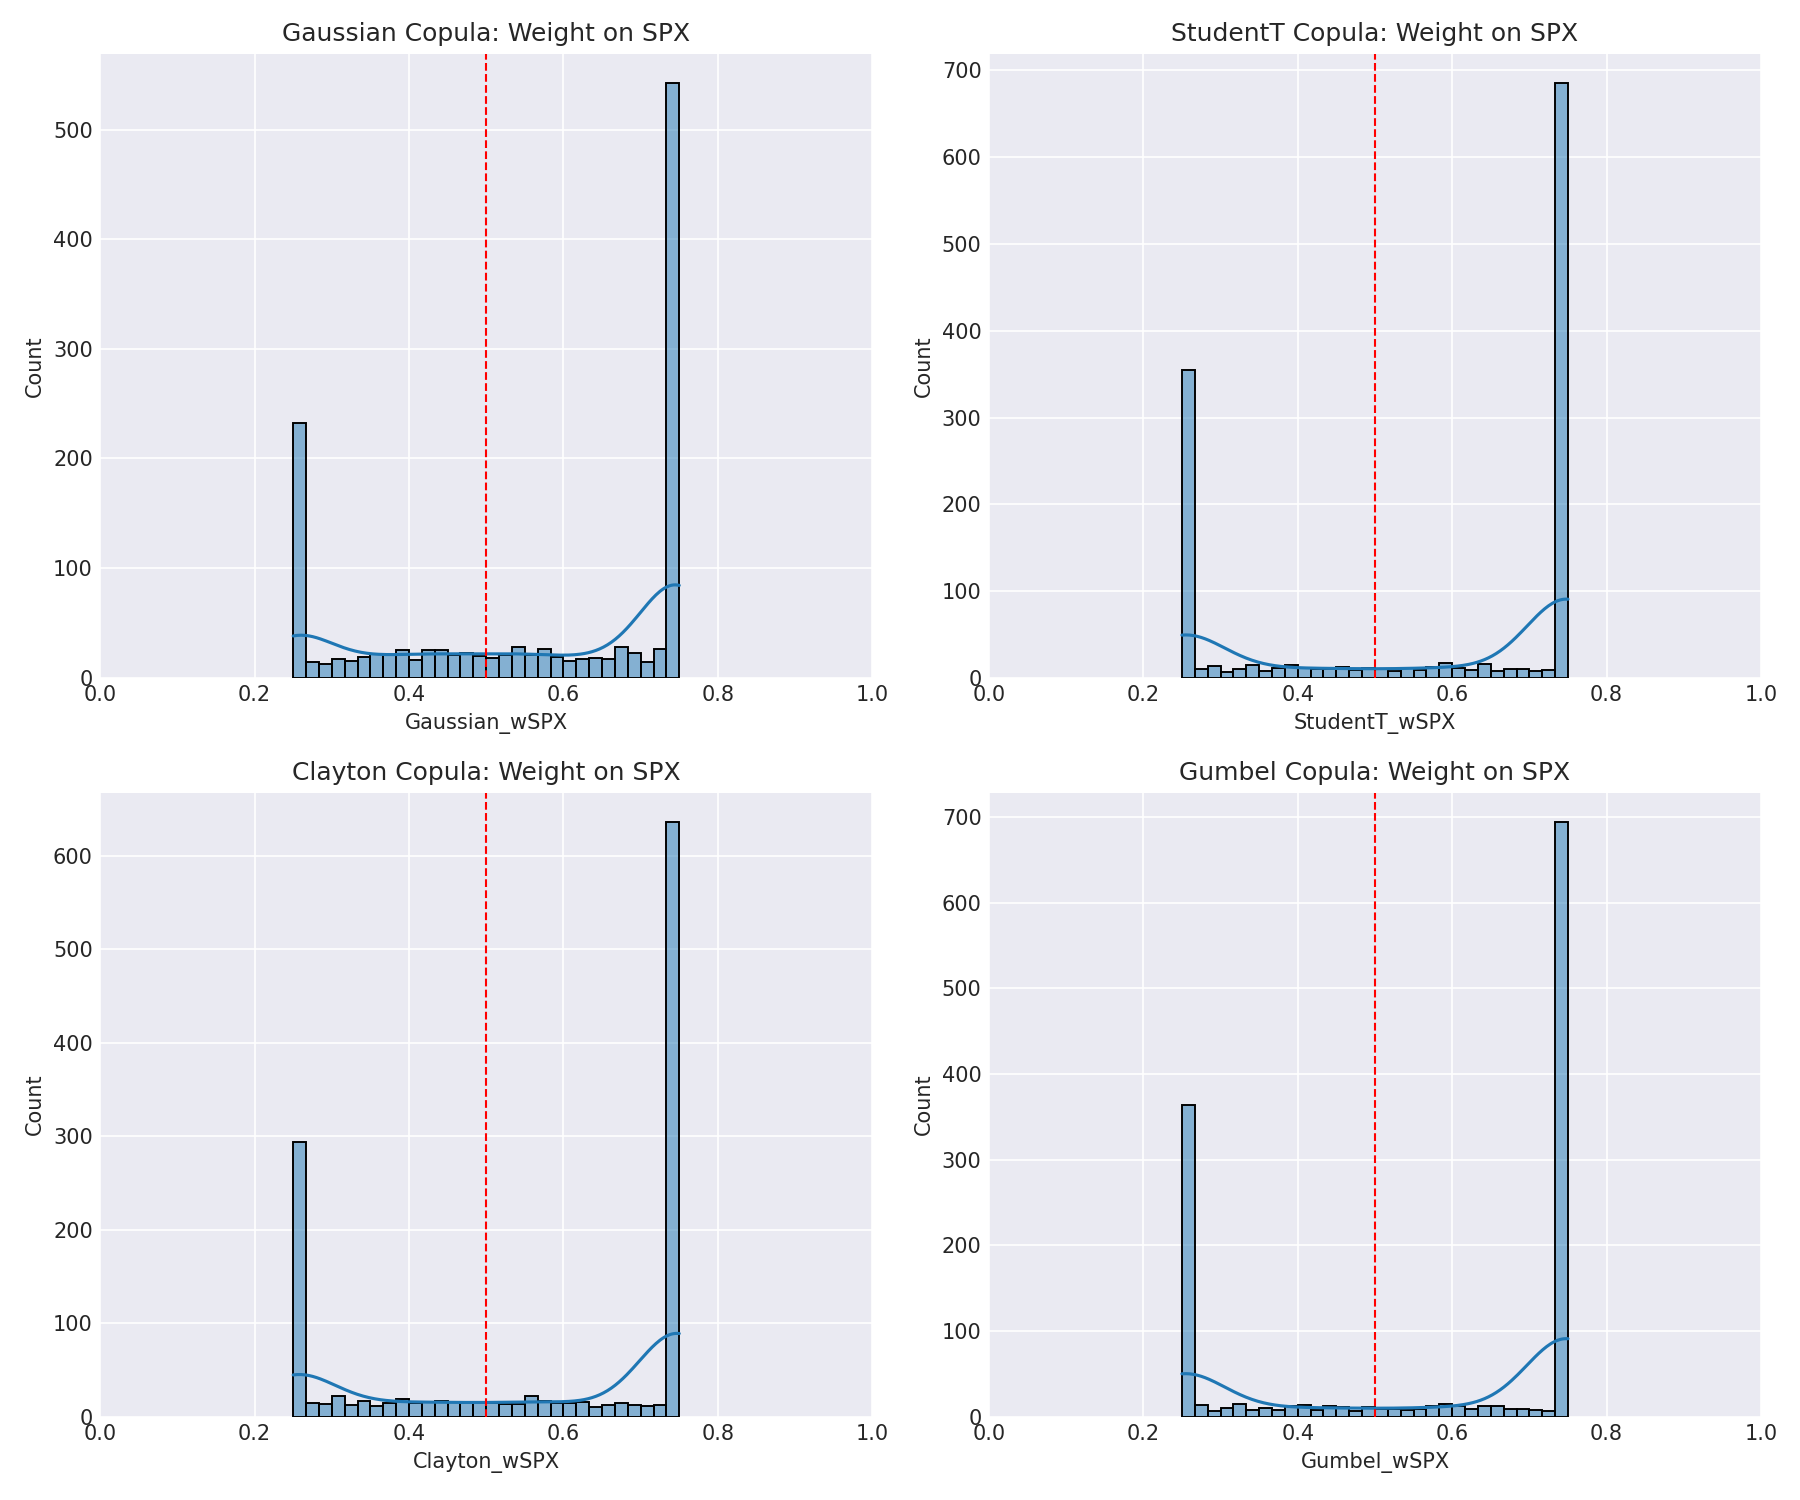 Gaussian Copula: Weight on SPX
500
400
300
200
100
0
Count
0.0 0.2 0.4 0.6 0.8 1.0
Gaussian_wSPX
StudentT Copula: Weight on SPX
700
600
500
400
300
200
100
0
Count
0.0 0.2 0.4 0.6 0.8 1.0
StudentT_wSPX
Clayton Copula: Weight on SPX
600
500
400
300
200
100
0
Count
0.0 0.2 0.4 0.6 0.8 1.0
Clayton_wSPX
Gumbel Copula: Weight on SPX
700
600
500
400
300
200
100
0
Count
0.0 0.2 0.4 0.6 0.8 1.0
Gumbel_wSPX